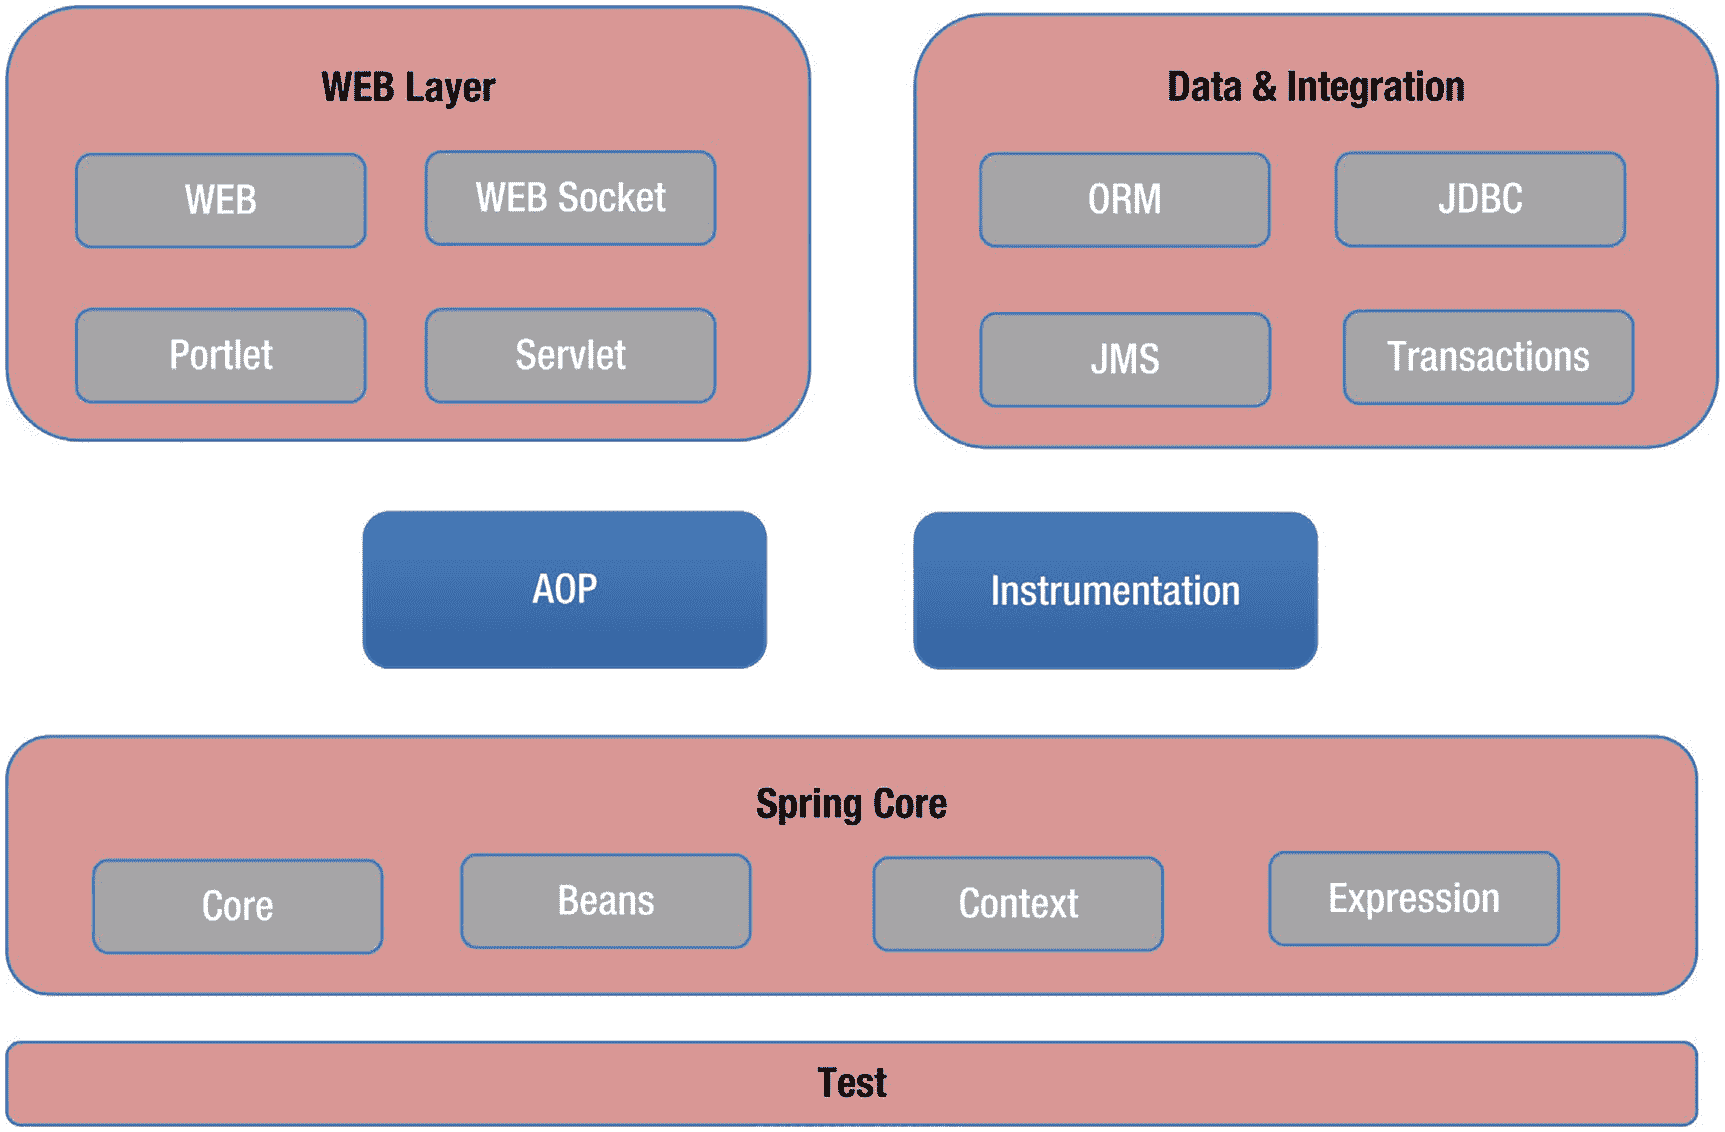 WEB Layer
WEB
WEB Socket
Portlet
Servlet
Data & Integration
ORM
JDBC
JMS
Transactions
AOP
Instrumentation
Spring Core
Core
Beans
Context
Expression
Test